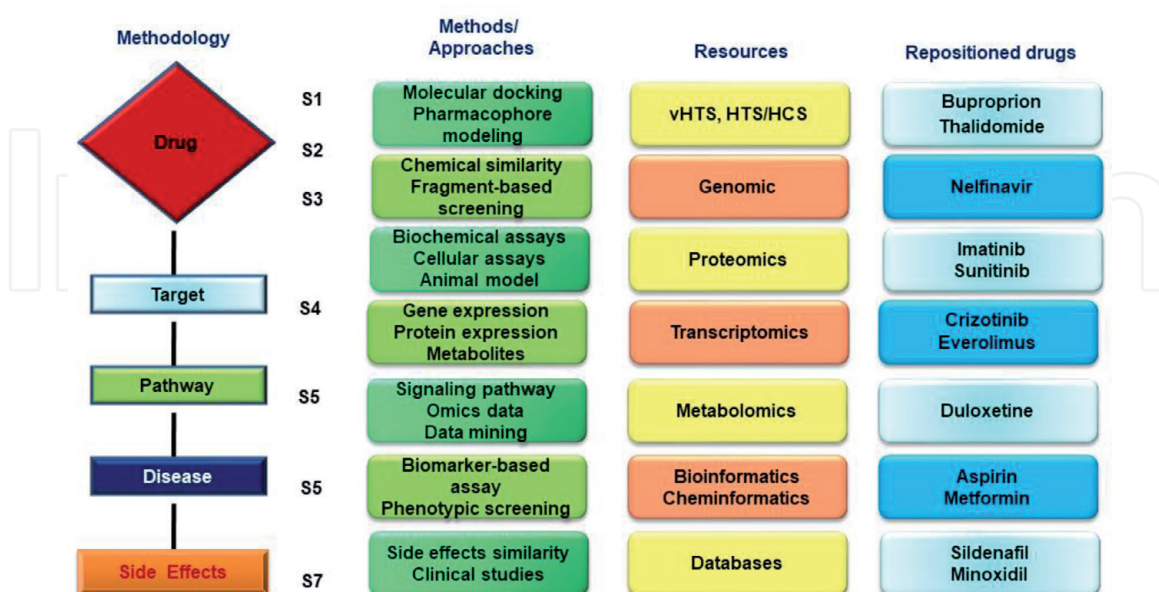 Methodology
Methods/
Approaches
Resources
Repositioned drugs
Drug
Target
Pathway
Disease
Side Effects
S1
S2
S3
S4
S5
S5
S7
Molecular docking
Pharmacophore
modeling
vHTS, HTS/HCS
Buproprion
Thalidomide
Chemical similarity
Fragment-based
screening
Genomic
Nelfinavir
Biochemical assays
Cellular assays
Animal model
Proteomics
Imatinib
Sunitinib
Gene expression
Protein expression
Metabolites
Transcriptomics
Crizotinib
Everolimus
Signaling pathway
Omics data
Data mining
Metabolomics
Duloxetine
Biomarker-based
assay
Phenotypic screening
Bioinformatics
Cheminformatics
Aspirin
Metformin
Side effects similarity
Clinical studies
Databases
Sildenafil
Minoxidil